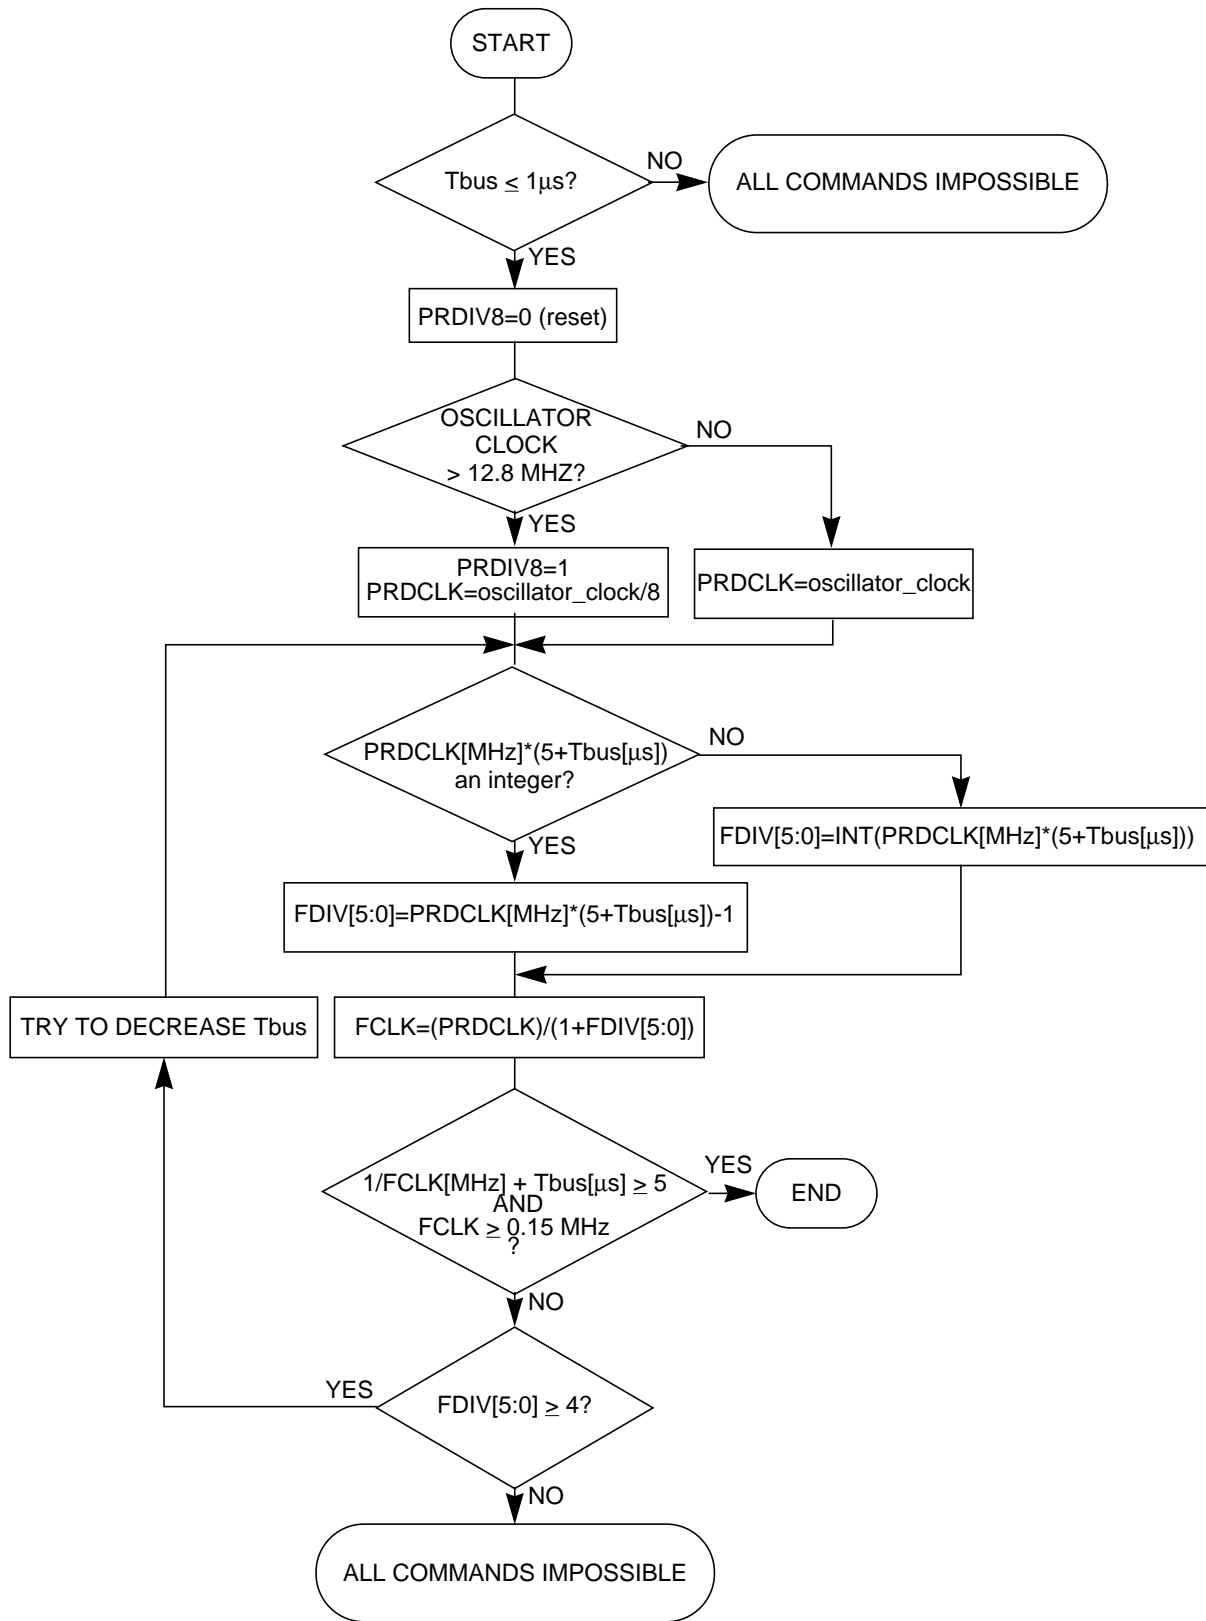 START
Tbus ≤ 1μs?
NO
ALL COMMANDS IMPOSSIBLE
YES
PRDIV8=0 (reset)
OSCILLATOR
CLOCK
> 12.8 MHZ?
NO
YES
PRDIV8=1
PRDCLK=oscillator_clock/8
PRDCLK=oscillator_clock
PRDCLK[MHz]*(5+Tbus[μs])
an integer?
NO
YES
FDIV[5:0]=INT(PRDCLK[MHz]*(5+Tbus[μs]))
FDIV[5:0]=PRDCLK[MHz]*(5+Tbus[μs])-1
TRY TO DECREASE Tbus
FCLK=(PRDCLK)/(1+FDIV[5:0])
1/FCLK[MHz] + Tbus[μs] ≥ 5
AND
FCLK ≥ 0.15 MHz
?
YES
END
NO
FDIV[5:0] ≥ 4?
YES
NO
ALL COMMANDS IMPOSSIBLE